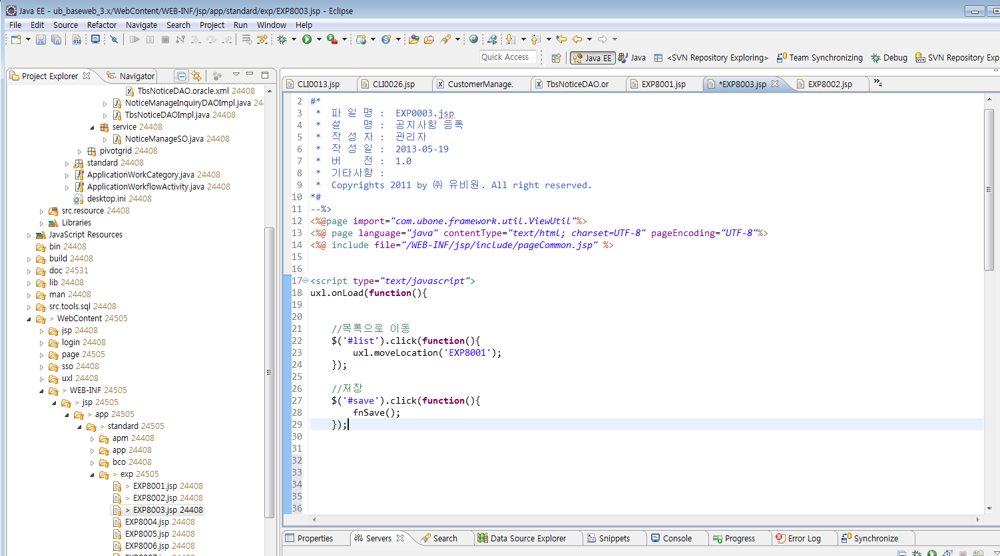 Java EE - ub_baseweb_3.x/WebContent/WEB-INF/jsp/app/standard/exp/EXP8003.jsp - Eclipse
File Edit Source Refactor Navigate Search Project Run Window Help
Quick Access
Java EE
Java
<SVN Repository Exploring>
Team Synchronizing
Debug
SVN Repository Exp
Project Explorer
Navigator
TbsNoticeDAO.oracle.xml 24408
NoticeManageInquiryDAOImpl.java 24
TbsNoticeDAOImpl.java 24408
service 24408
NoticeManageSO.java 24408
pivotgrid 24408
standard 24408
ApplicationWorkCategory.java 24408
ApplicationWorkflowActivity.java 24408
desktop.ini 24408
src.resource 24408
Libraries
JavaScript Resources
bin 24408
build 24408
doc 24531
lib 24408
man 24408
src.tools.sql 24408
> WebContent 24505
jsp 24408
login 24408
page 24505
sso 24408
uxl 24408
> WEB-INF 24505
> jsp 24505
> app 24505
> standard 24505
apm 24408
app 24408
bco 24408
> exp 24505
> EXP8001.jsp 24408
> EXP8002.jsp 24408
> EXP8003.jsp 24408
EXP8004.jsp 24408
EXP8005.jsp 24408
EXP8006.jsp 24408
CLI0013.jsp
CLI0026.jsp
CustomerManage.
TbsNoticeDAO.or
EXP8001.jsp
*EXP8003.jsp
EXP8002.jsp
»4
2 #*
3 * 파 일 명 : EXP0003.jsp
4 * 설 명 : 공지사항 등록
5 * 작 성 자 : 관리자
6 * 작 성 일 : 2013-05-19
7 * 버 전 : 1.0
8 * 기타사항 :
9 * Copyrights 2011 by ㈜ 유비원. All right reserved.
10 *#
11 --%>
12 <%@page import="com.ubone.framework.util.ViewUtil"%>
13 <%@ page language="java" contentType="text/html; charset=UTF-8" pageEncoding="UTF-8"%>
14 <%@ include file="/WEB-INF/jsp/include/pageCommon.jsp" %>
15
16
17 <script type="text/javascript">
18 uxl.onLoad(function(){
19
20
21 //목록으로 이동
22 $('#list').click(function(){
23 uxl.moveLocation('EXP8001');
24 });
25
26 //저장
27 $('#save').click(function(){
28 fnSave();
29 });
30
31
32
33
34
35
36
Properties
Servers
Search
Data Source Explorer
Snippets
Console
Progress
Error Log
Synchronize